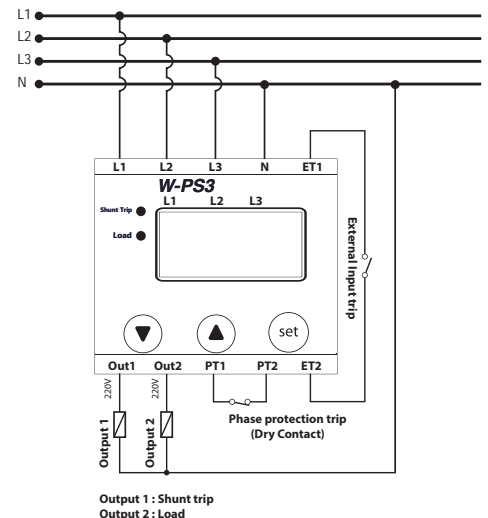 L1
L2
L3
N
L1 L2 L3 N ET1
W-PS3
L1 L2 L3
Shunt Trip
Load
External Input trip
set
Out1 Out2 PT1 PT2 ET2
220V 220V
Output 1 Output 2
Phase protection trip
(Dry Contact)
Output 1 : Shunt trip
Output 2 : Load